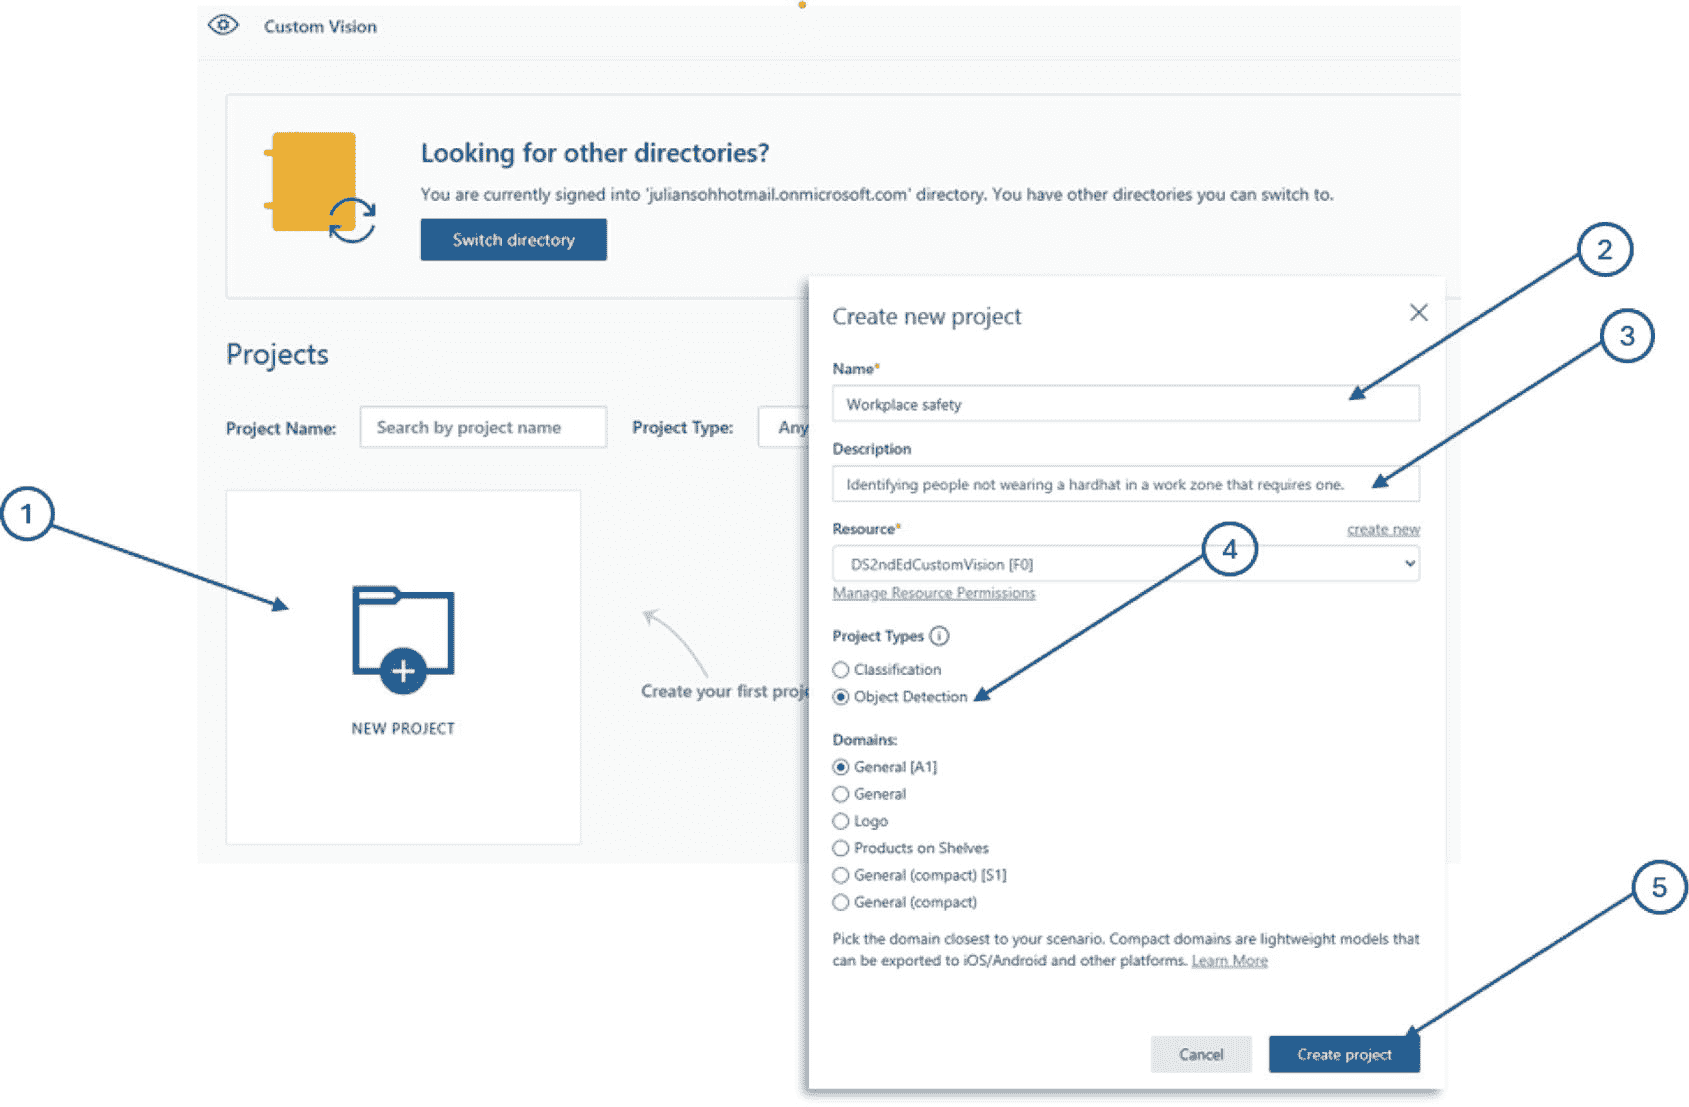 Custom Vision
Looking for other directories?
You are currently signed into 'juliansohhotmail.onmicrosoft.com' directory. You have other directories you can switch to.
Switch directory
Projects
Project Name:
Search by project name
Project Type:
Any
1
NEW PROJECT
Create your first proje
Create new project
2
3
Name*
Workplace safety
Description
Identifying people not wearing a hardhat in a work zone that requires one.
Resource*
create new
4
DS2ndEdCustomVision [F0]
Manage Resource Permissions
Project Types i
Classification
Object Detection
Domains:
General [A1]
General
Logo
Products on Shelves
General (compact) [S1]
General (compact)
Pick the domain closest to your scenario. Compact domains are lightweight models that
can be exported to iOS/Android and other platforms. Learn More
5
Cancel
Create project